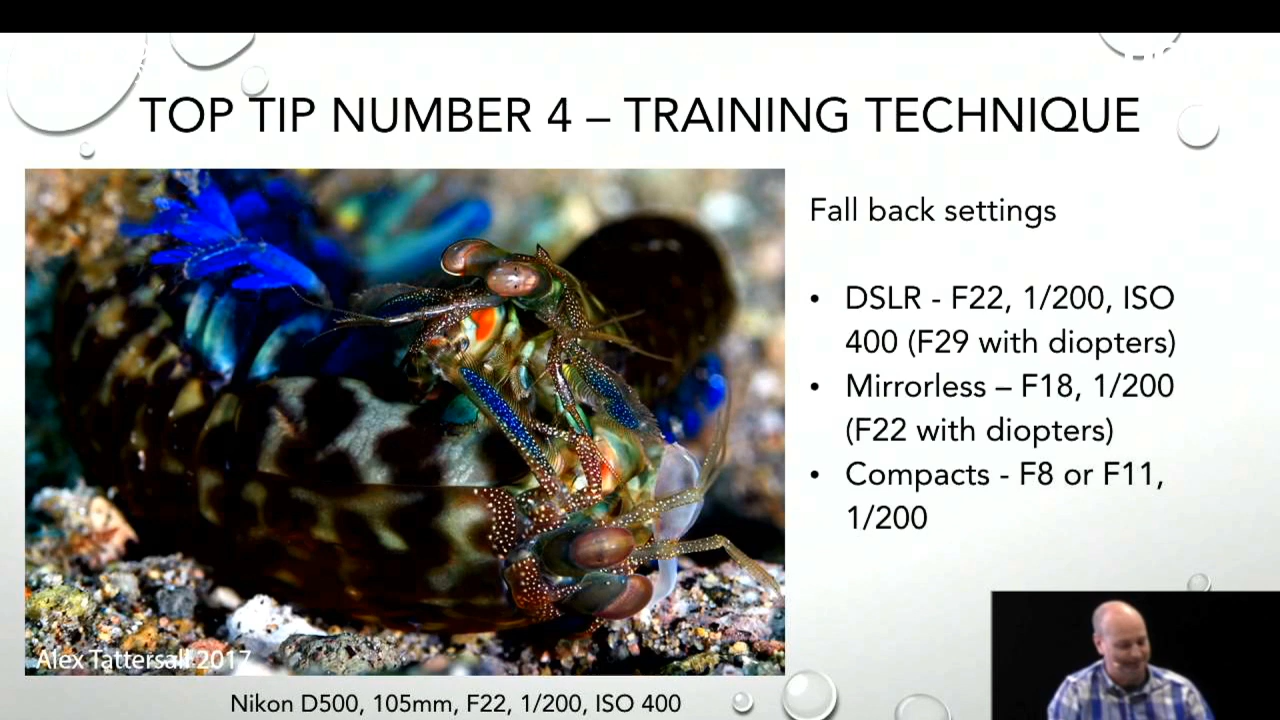 TOP TIP NUMBER 4 – TRAINING TECHNIQUE
Fall back settings
• DSLR - F22, 1/200, ISO
400 (F29 with diopters)
• Mirrorless – F18, 1/200
(F22 with diopters)
• Compacts - F8 or F11,
1/200
Alex Tattersall 2017
Nikon D500, 105mm, F22, 1/200, ISO 400